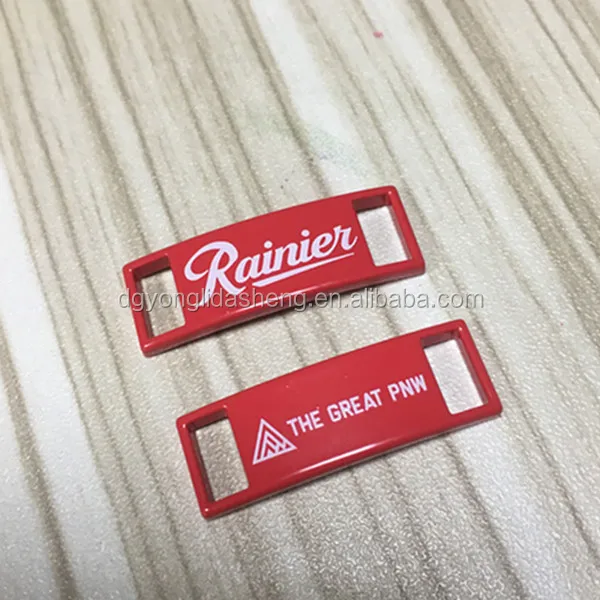 Rainier
dgyonglidasheng.en.alibaba.com
THE GREAT PNW